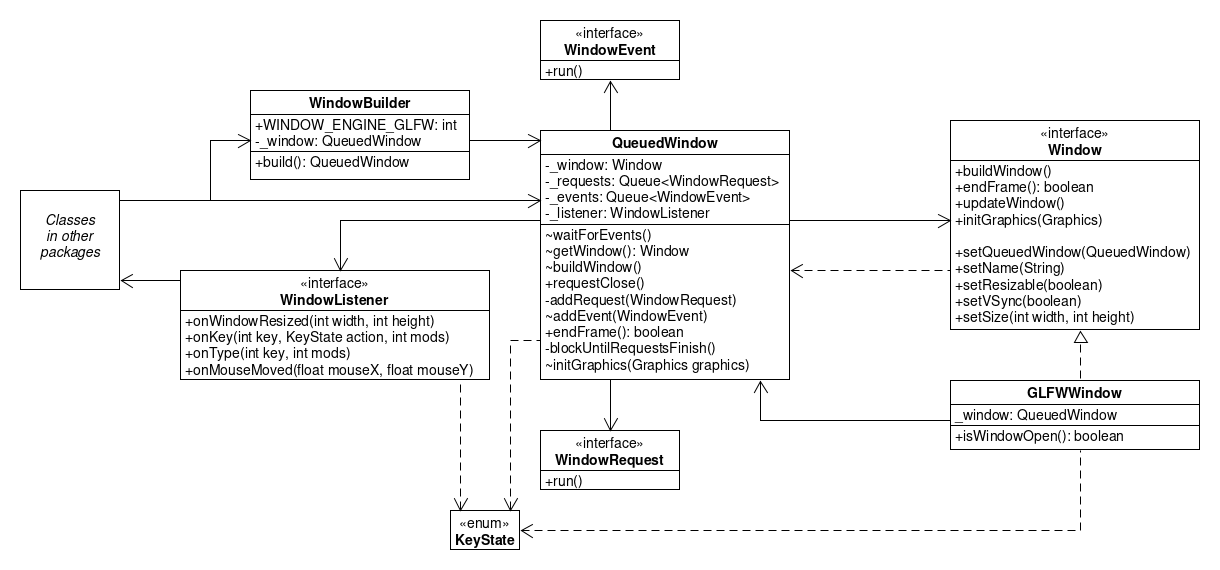 «interface»
WindowEvent
+run()
WindowBuilder
+WINDOW_ENGINE_GLFW: int
-_window: QueuedWindow
+build(): QueuedWindow
QueuedWindow
-_window: Window
-_requests: Queue<WindowRequest>
-_events: Queue<WindowEvent>
-_listener: WindowListener
~waitForEvents()
~getWindow(): Window
~buildWindow()
+requestClose()
-addRequest(WindowRequest)
~addEvent(WindowEvent)
+endFrame(): boolean
-blockUntilRequestsFinish()
~initGraphics(Graphics graphics)
«interface»
Window
+buildWindow()
+endFrame(): boolean
+updateWindow()
+initGraphics(Graphics)
+setQueuedWindow(QueuedWindow)
+setName(String)
+setResizable(boolean)
+setVSync(boolean)
+setSize(int width, int height)
Classes
in other
packages
«interface»
WindowListener
+onWindowResized(int width, int height)
+onKey(int key, KeyState action, int mods)
+onType(int key, int mods)
+onMouseMoved(float mouseX, float mouseY)
GLFWWindow
_window: QueuedWindow
+isWindowOpen(): boolean
«interface»
WindowRequest
+run()
«enum»
KeyState